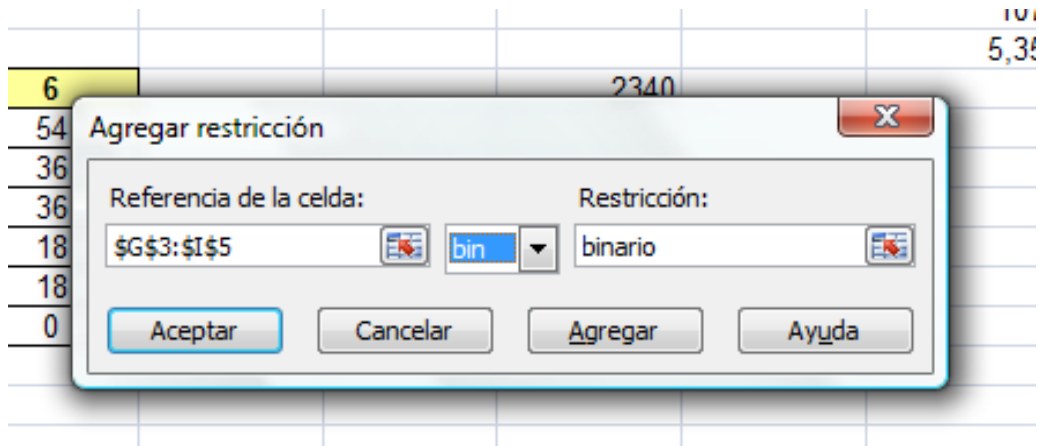 5,35
6 2340
54
Agregar restricción
36
Referencia de la celda: Restricción:
36
$G$3:$I$5 bin binario
18
18
0
Aceptar Cancelar Agregar Ayuda